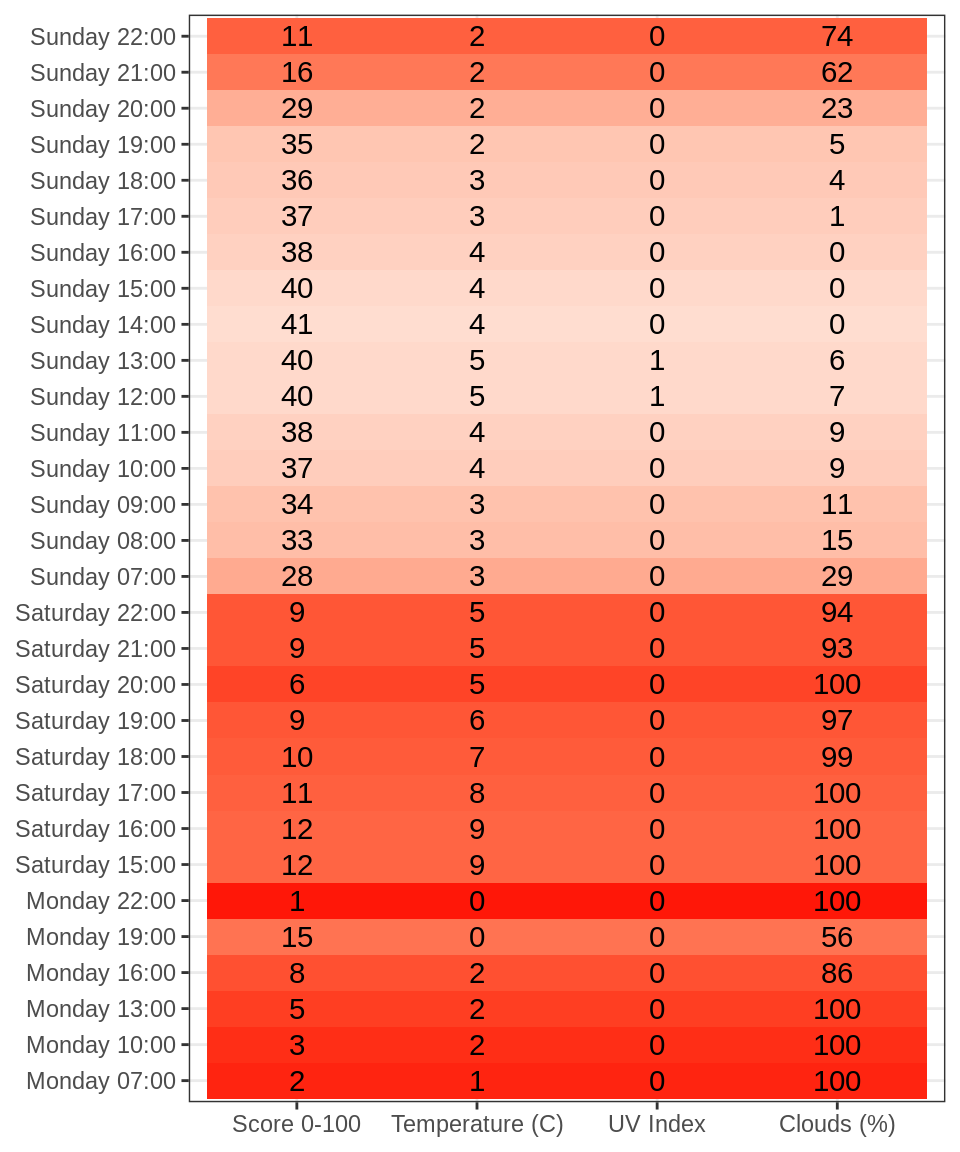 Sunday 22:00 11 2 0 74
Sunday 21:00 16 2 0 62
Sunday 20:00 29 2 0 23
Sunday 19:00 35 2 0 5
Sunday 18:00 36 3 0 4
Sunday 17:00 37 3 0 1
Sunday 16:00 38 4 0 0
Sunday 15:00 40 4 0 0
Sunday 14:00 41 4 0 0
Sunday 13:00 40 5 1 6
Sunday 12:00 40 5 1 7
Sunday 11:00 38 4 0 9
Sunday 10:00 37 4 0 9
Sunday 09:00 34 3 0 11
Sunday 08:00 33 3 0 15
Sunday 07:00 28 3 0 29
Saturday 22:00 9 5 0 94
Saturday 21:00 9 5 0 93
Saturday 20:00 6 5 0 100
Saturday 19:00 9 6 0 97
Saturday 18:00 10 7 0 99
Saturday 17:00 11 8 0 100
Saturday 16:00 12 9 0 100
Saturday 15:00 12 9 0 100
Monday 22:00 1 0 0 100
Monday 19:00 15 0 0 56
Monday 16:00 8 2 0 86
Monday 13:00 5 2 0 100
Monday 10:00 3 2 0 100
Monday 07:00 2 1 0 100
Score 0-100 Temperature (C) UV Index Clouds (%)